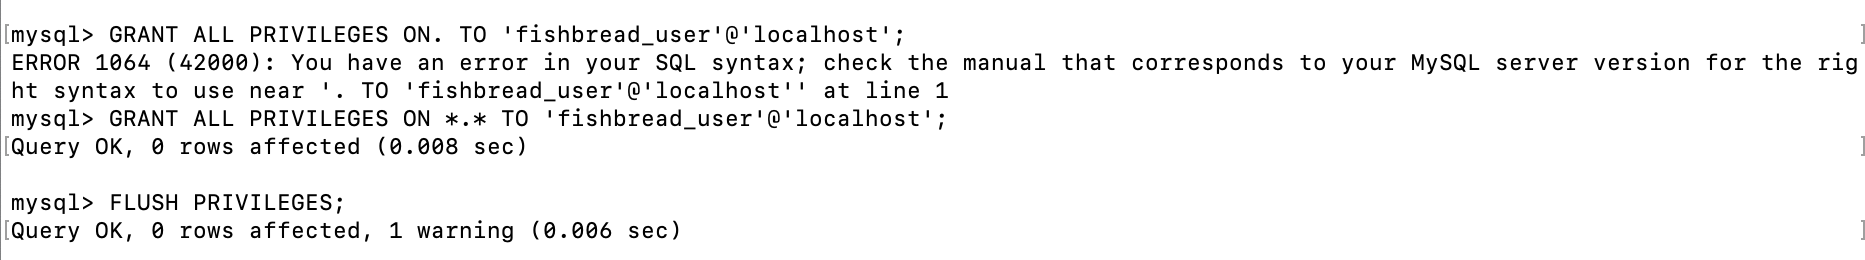 [mysql> GRANT ALL PRIVILEGES ON. TO 'fishbread_user'@'localhost'; ]
ERROR 1064 (42000): You have an error in your SQL syntax; check the manual that corresponds to your MySQL server version for the rig
ht syntax to use near '. TO 'fishbread_user'@'localhost'' at line 1
mysql> GRANT ALL PRIVILEGES ON *.* TO 'fishbread_user'@'localhost';
[Query OK, 0 rows affected (0.008 sec) ]
mysql> FLUSH PRIVILEGES;
[Query OK, 0 rows affected, 1 warning (0.006 sec) ]